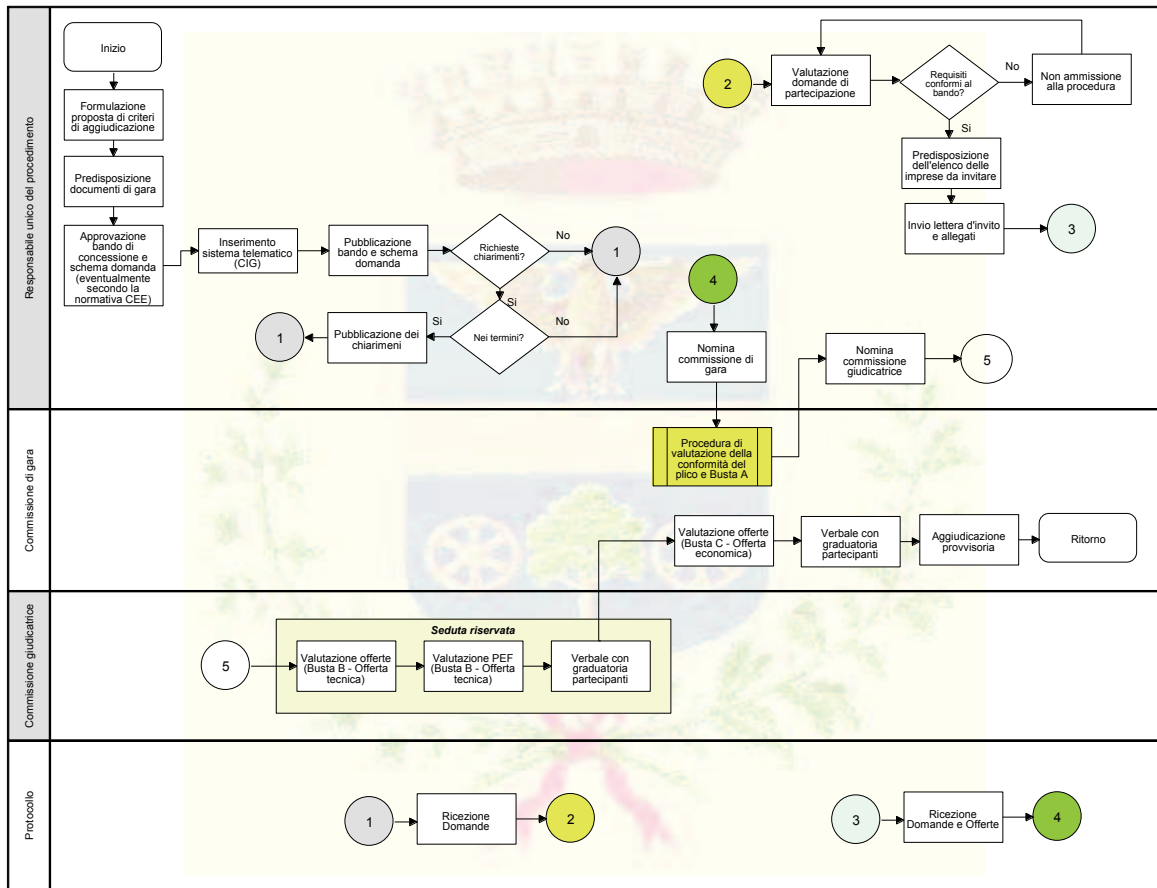 Responsabile unico del procedimento
Inizio
Formulazione
proposta di criteri
di aggiudicazione
Predisposizione
documenti di gara
Approvazione
bando di
concessione e
schema domanda
(eventualmente
secondo la
normativa CEE)
Inserimento
sistema telematico
(CIG)
Pubblicazione
bando e schema
domanda
Richieste
chiarimenti?
No
1
Si
Nei termini?
No
Si
Pubblicazione dei
chiarimeni
1
2
Valutazione
domande di
partecipazione
Requisiti
conformi al
bando?
No
Non ammissione
alla procedura
Si
Predisposizione
dell'elenco delle
imprese da invitare
Invio lettera d'invito
e allegati
3
4
Nomina
commissione di
gara
Nomina
commissione
giudicatrice
5
Commissione di gara
Procedura di
valutazione della
conformità del
plico e Busta A
Valutazione offerte
(Busta C - Offerta
economica)
Verbale con
graduatoria
partecipanti
Aggiudicazione
provvisoria
Ritorno
Commissione giudicatrice
Seduta riservata
5
Valutazione offerte
(Busta B - Offerta
tecnica)
Valutazione PEF
(Busta B - Offerta
tecnica)
Verbale con
graduatoria
partecipanti
Protocollo
1
Ricezione
Domande
2
3
Ricezione
Domande e Offerte
4